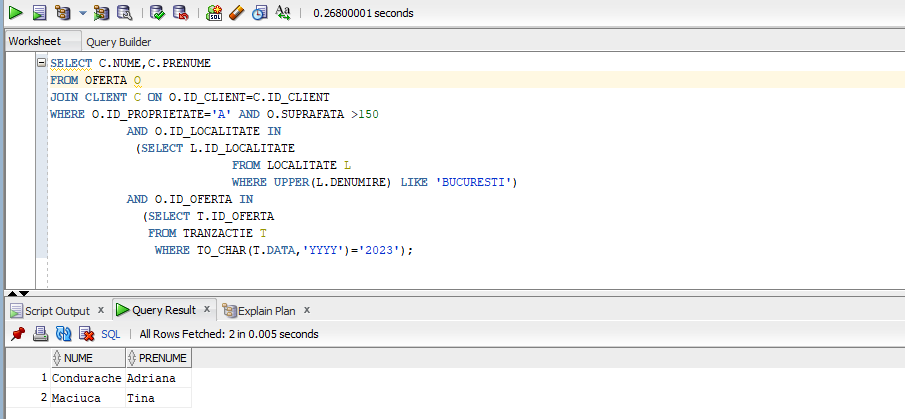 0.26800001 seconds
Worksheet Query Builder
SELECT C.NUME,C.PRENUME
FROM OFERTA O
JOIN CLIENT C ON O.ID_CLIENT=C.ID_CLIENT
WHERE O.ID_PROPRIETATE='A' AND O.SUPRAFATA >150
AND O.ID_LOCALITATE IN
(SELECT L.ID_LOCALITATE
FROM LOCALITATE L
WHERE UPPER(L.DENUMIRE) LIKE 'BUCURESTI')
AND O.ID_OFERTA IN
(SELECT T.ID_OFERTA
FROM TRANZACTIE T
WHERE TO_CHAR(T.DATA,'YYYY')='2023');
Script Output x Query Result x Explain Plan x
SQL | All Rows Fetched: 2 in 0.005 seconds
NUME PRENUME
1 Condurache Adriana
2 Maciuca Tina